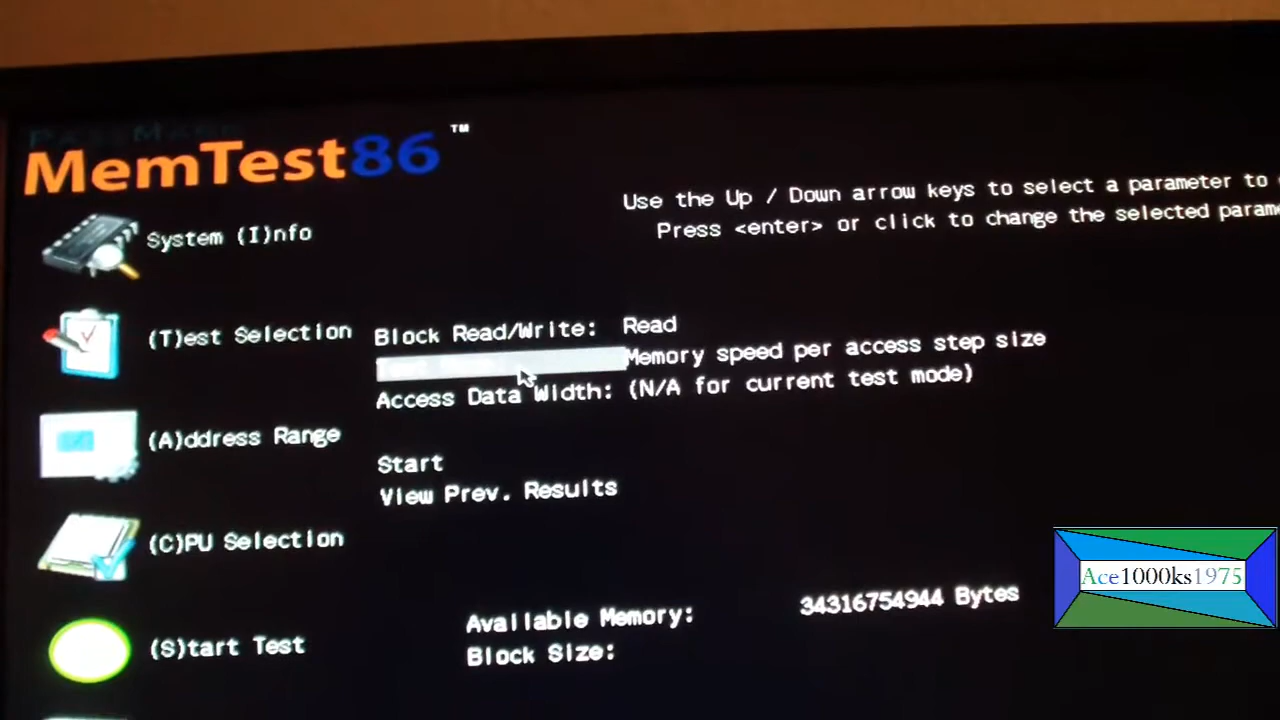 PASSMARK
MemTest86™
Use the Up / Down arrow keys to select a parameter to
Press <enter> or click to change the selected param
System (I)nfo
(T)est Selection
Block Read/Write: Read
Memory speed per access step size
Access Data Width: (N/A for current test mode)
(A)ddress Range
Start
View Prev. Results
(C)PU Selection
Available Memory: 34316754944 Bytes
Block Size:
(S)tart Test
Ace1000ks1975